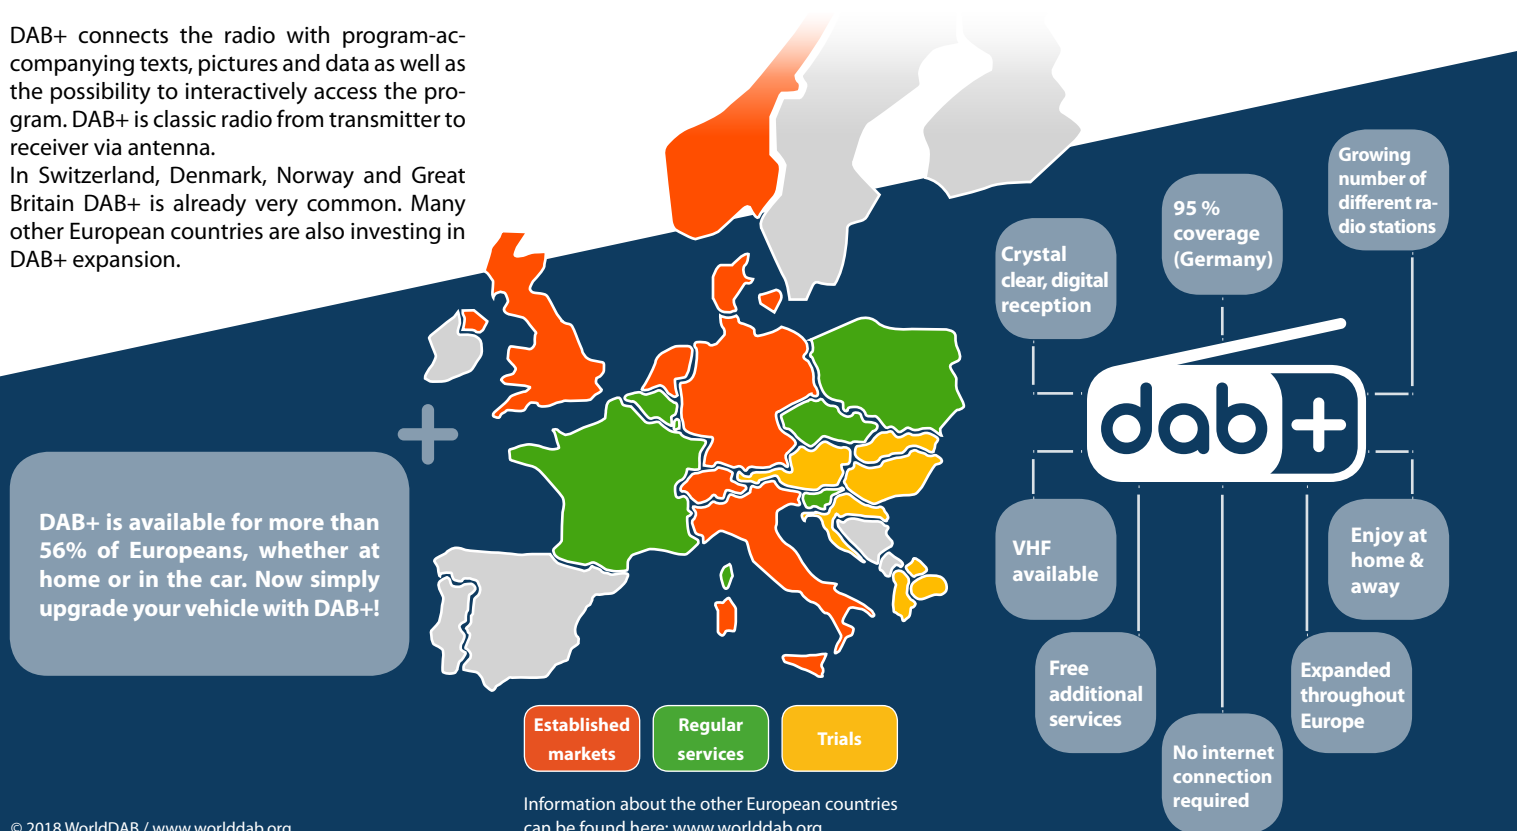 DAB+ connects the radio with program-ac-
companying texts, pictures and data as well as
the possibility to interactively access the pro-
gram. DAB+ is classic radio from transmitter to
receiver via antenna.
In Switzerland, Denmark, Norway and Great
Britain DAB+ is already very common. Many
other European countries are also investing in
DAB+ expansion.
DAB+ is available for more than
56% of Europeans, whether at
home or in the car. Now simply
upgrade your vehicle with DAB+!
Established
markets
Regular
services
Trials
Information about the other European countries
can be found here: www.worlddab.org
© 2018 WorldDAB / www.worlddab.org
Crystal
clear, digital
reception
95 %
coverage
(Germany)
Growing
number of
different ra-
dio stations
dab+
VHF
available
Enjoy at
home &
away
Free
additional
services
No internet
connection
required
Expanded
throughout
Europe